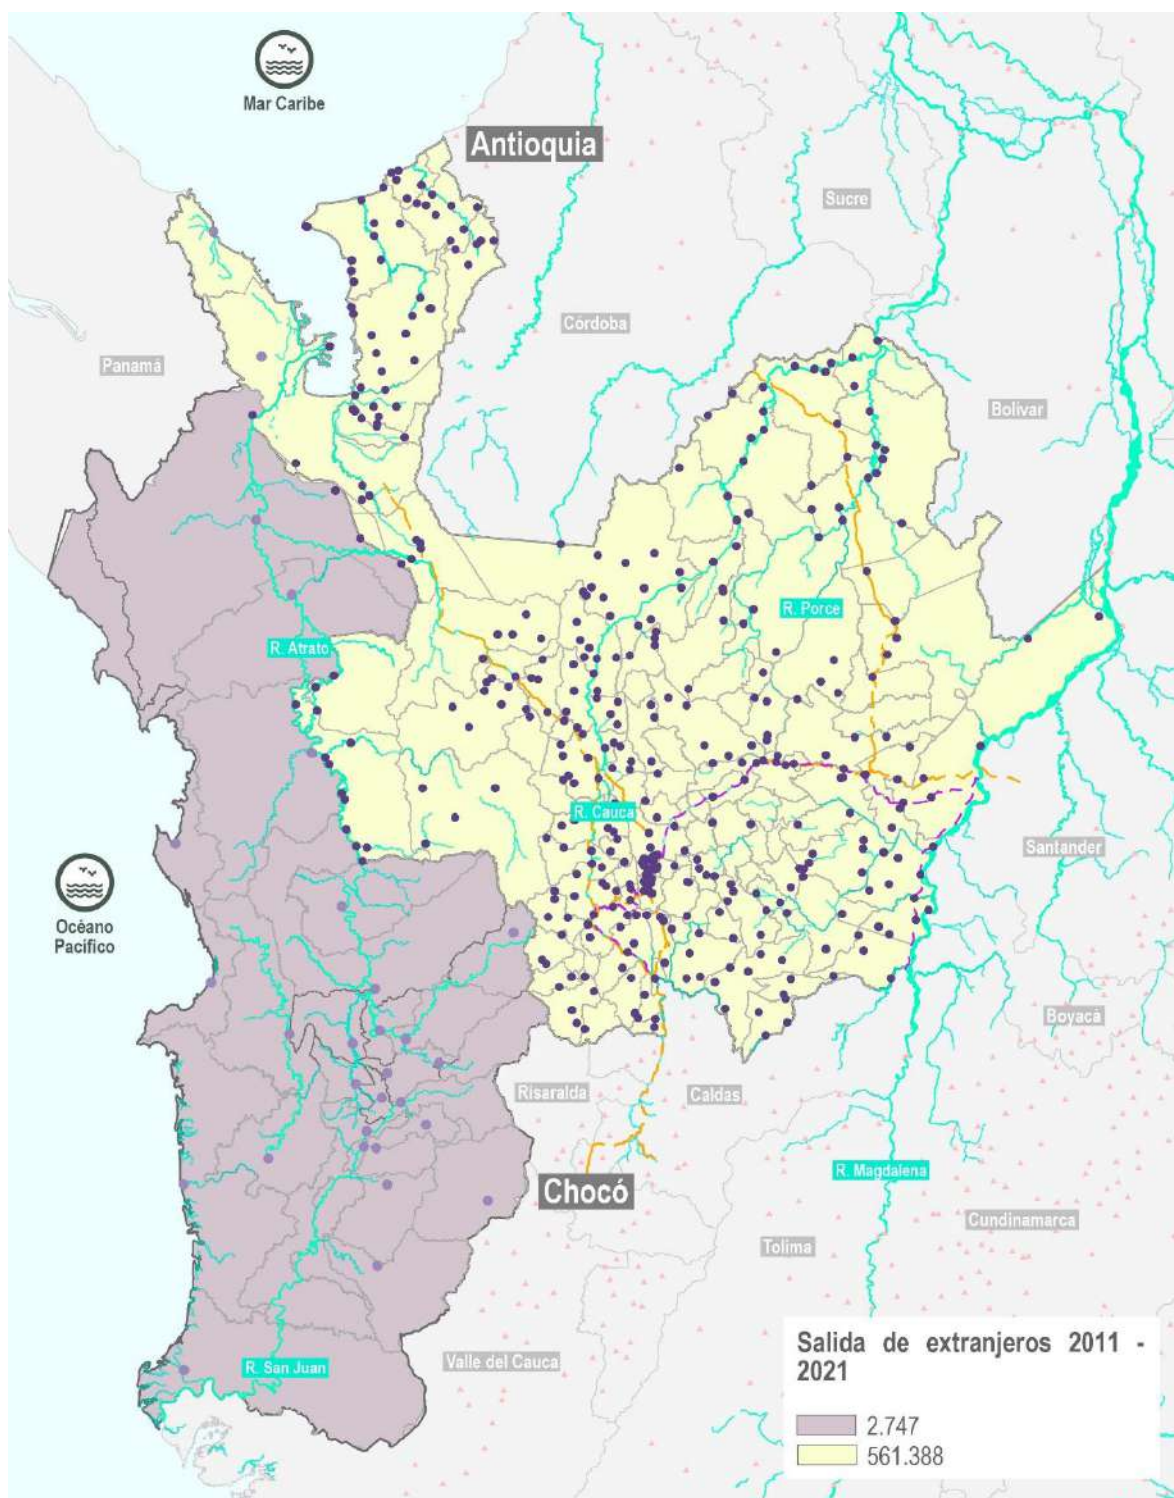 Mar Caribe
Antioquia
Sucre
Córdoba
Panamá
Bolívar
R. Porce
R. Atrato
R. Cauca
Santander
Océano
Pacífico
Boyacá
Risaralda
Caldas
R. Magdalena
Chocó
Cundinamarca
Tolima
Valle del Cauca
R. San Juan
Salida de extranjeros 2011 -
2021
2.747
561.388